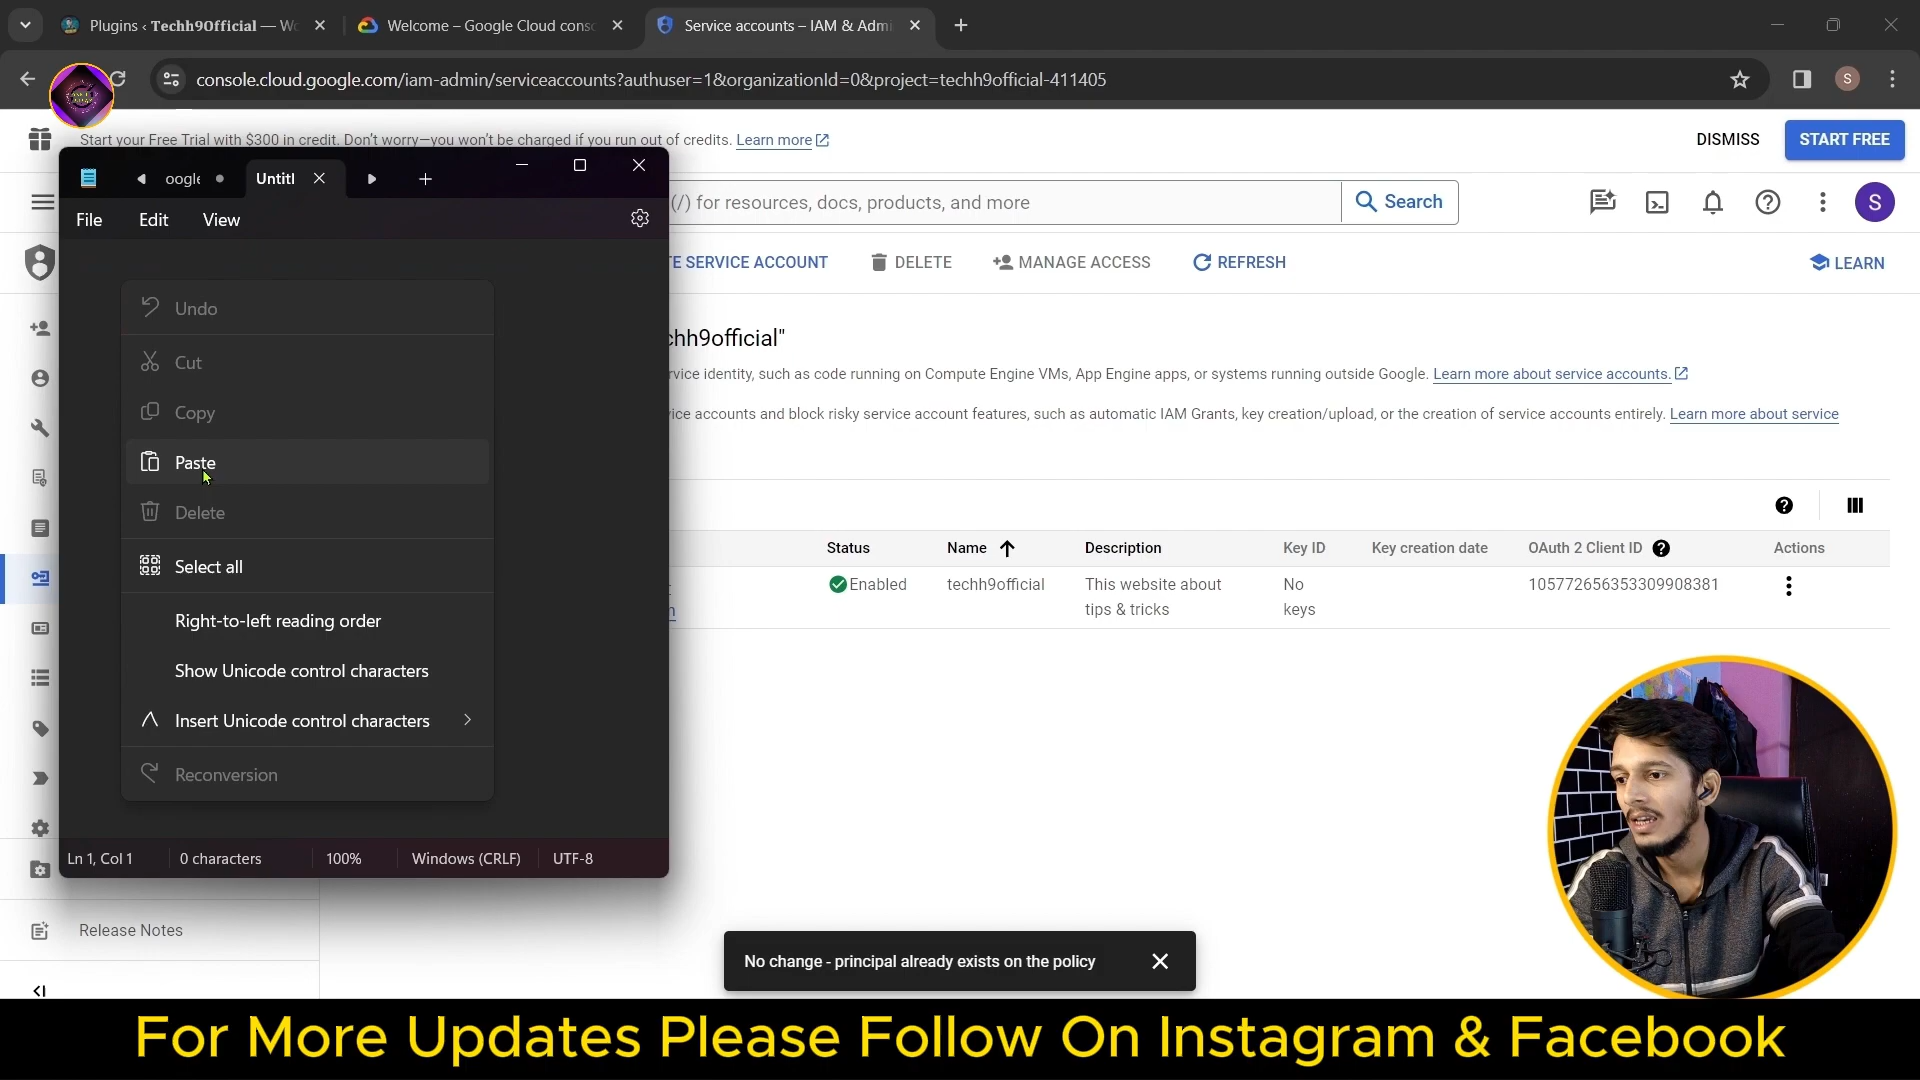 Plugins ‹ Techh9Official — Wo
Welcome – Google Cloud conso
Service accounts – IAM & Admi
console.cloud.google.com/iam-admin/serviceaccounts?authuser=1&organizationId=0&project=techh9official-411405
S
Start your Free Trial with $300 in credit. Don't worry—you won't be charged if you run out of credits. Learn more
DISMISS
START FREE
oogle
Untitl
File
Edit
View
(/) for resources, docs, products, and more
Search
S
TE SERVICE ACCOUNT
DELETE
MANAGE ACCESS
REFRESH
LEARN
chh9official"
rvice identity, such as code running on Compute Engine VMs, App Engine apps, or systems running outside Google. Learn more about service accounts.
ice accounts and block risky service account features, such as automatic IAM Grants, key creation/upload, or the creation of service accounts entirely. Learn more about service
Undo
Cut
Copy
Paste
Delete
Select all
Right-to-left reading order
Show Unicode control characters
Insert Unicode control characters
Reconversion
Status
Name
Description
Key ID
Key creation date
OAuth 2 Client ID
Actions
Enabled
techh9official
This website about
tips & tricks
No
keys
105772656353309908381
Ln 1, Col 1
0 characters
100%
Windows (CRLF)
UTF-8
Release Notes
No change - principal already exists on the policy
For More Updates Please Follow On Instagram & Facebook